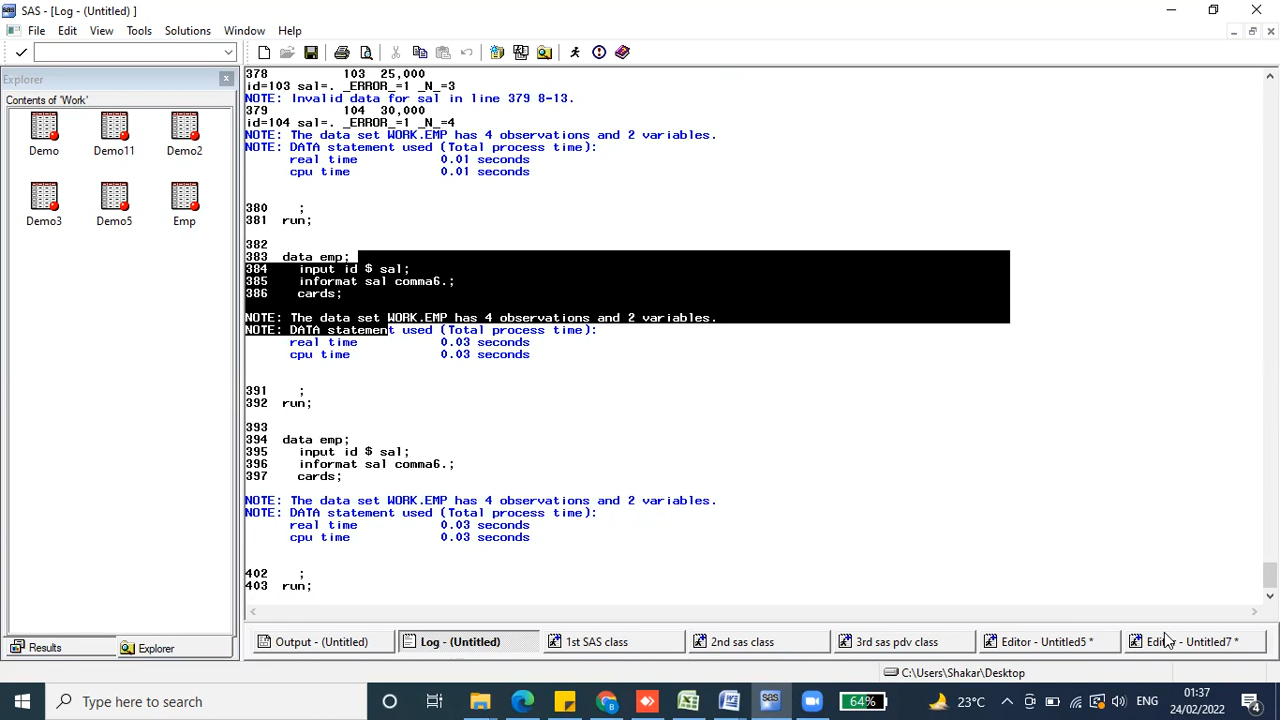 SAS - [Log - (Untitled) ]
File Edit View Tools Solutions Window Help
Explorer
Contents of 'Work'
Demo Demo11 Demo2
Demo3 Demo5 Emp
378 103 25,000
id=103 sal=. _ERROR_=1 _N_=3
NOTE: Invalid data for sal in line 379 8-13.
379 104 30,000
id=104 sal=. _ERROR_=1 _N_=4
NOTE: The data set WORK.EMP has 4 observations and 2 variables.
NOTE: DATA statement used (Total process time):
real time 0.01 seconds
cpu time 0.01 seconds
380 ;
381 run;
382
383 data emp;
384 input id $ sal;
385 informat sal comma6.;
386 cards;
NOTE: The data set WORK.EMP has 4 observations and 2 variables.
NOTE: DATA statement used (Total process time):
real time 0.03 seconds
cpu time 0.03 seconds
391 ;
392 run;
393
394 data emp;
395 input id $ sal;
396 informat sal comma6.;
397 cards;
NOTE: The data set WORK.EMP has 4 observations and 2 variables.
NOTE: DATA statement used (Total process time):
real time 0.03 seconds
cpu time 0.03 seconds
402 ;
403 run;
Results Explorer
Output - (Untitled) Log - (Untitled) 1st SAS class 2nd sas class 3rd sas pdv class Editor - Untitled5 * Editor - Untitled7 *
C:\Users\Shakar\Desktop
Type here to search
64% 23°C ENG 01:37
24/02/2022
4